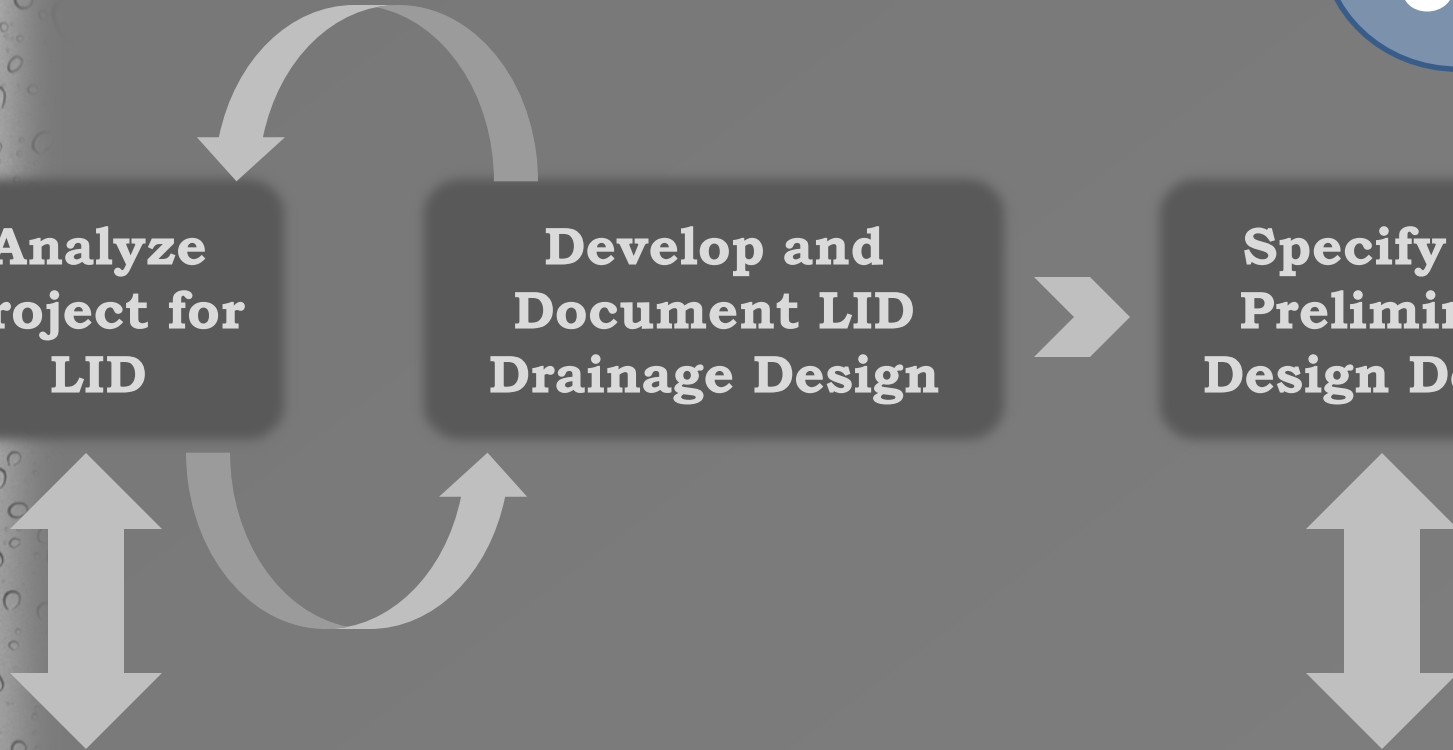 Analyze
roject for
LID
Develop and
Document LID
Drainage Design
Specify
Prelimin
Design D